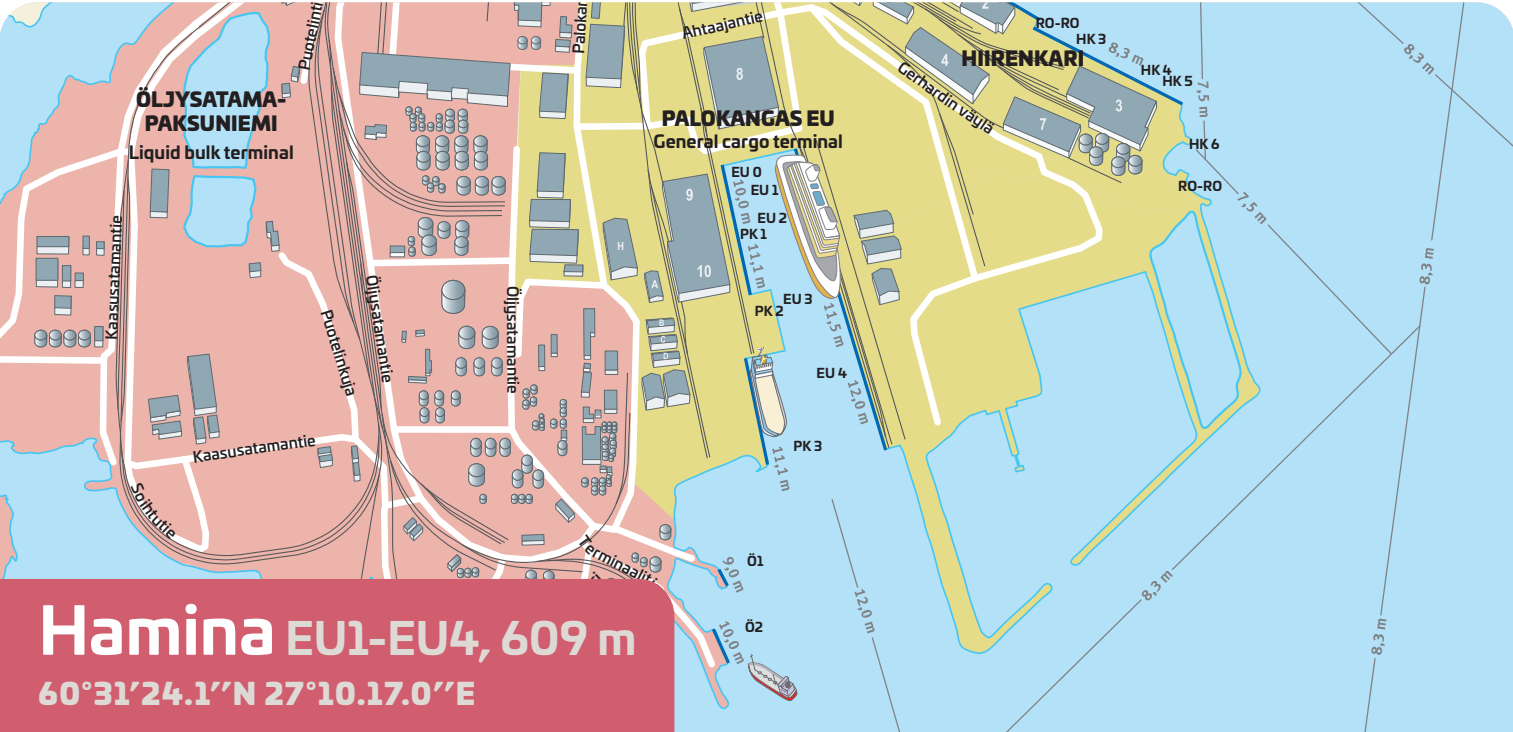 Puotelinti
Palokan
Ahtaajantie
2
RO-RO
HK 3
8,3 m
HIIRENKARI
HK 4
HK 5
7,5 m
8,3 m
4
3
7
Gerhardin väylä
HK 6
RO-RO
7,5 m
8,3 m
ÖLJYSATAMA-
PAKSUNIEMI
Liquid bulk terminal
8
PALOKANGAS EU
General cargo terminal
EU 0
10,0 m
EU 1
EU 2
PK 1
11,1 m
9
10
H
A
B
C
D
EU 3
PK 2
11,5 m
EU 4
12,0 m
PK 3
11,1 m
Kaasusatamantie
Öljysatamantie
Öljysatamantie
Puotelinkuja
Kaasusatamantie
Soihtutie
Terminaaliti
Ö1
9,0 m
Ö2
10,0 m
12,0 m
8,3 m
8,3 m
Hamina EU1-EU4, 609 m
60°31’24.1’’N 27°10.17.0’’E